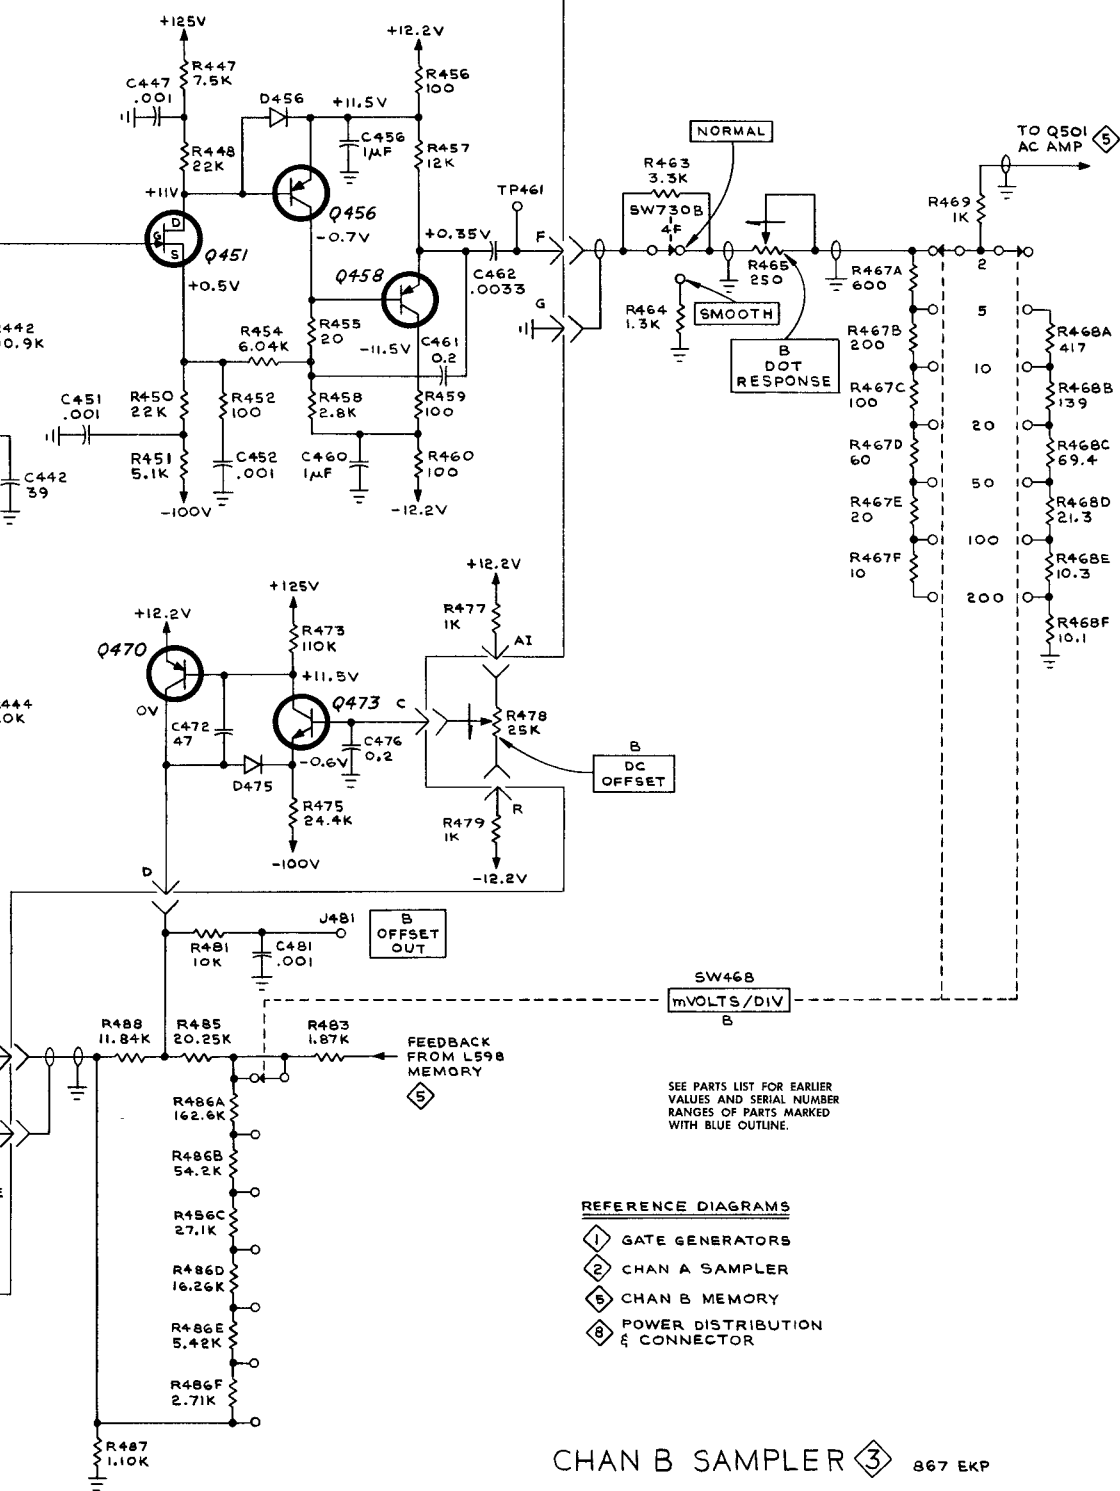 +125V
R447
7.5K
C447
.001
R448
22K
D456
+11.5V
+12.2V
R456
100
C456
1µF
R457
12K
+11V
D
G
S
Q451
+0.5V
Q456
-0.7V
Q458
+0.35V
TP461
C462
.0033
F
G
R454
6.04K
R455
20
-11.5V
C461
0.2
R450
22K
R452
100
R458
2.8K
R459
100
C451
.001
R451
5.1K
C452
.001
C460
1µF
R460
100
-100V
-12.2V
442
0.9K
C442
39
NORMAL
R463
3.3K
SW730B
4F
R464
1.3K
SMOOTH
R465
250
B
DOT
RESPONSE
TO Q501
AC AMP
5
R469
1K
R467A
600
R467B
200
R467C
100
R467D
60
R467E
20
R467F
10
2
5
10
20
50
100
200
R468A
417
R468B
139
R468C
69.4
R468D
21.3
R468E
10.3
R468F
10.1
+12.2V
Q470
0V
+125V
R473
110K
+11.5V
Q473
C472
47
D475
-0.6V
C476
0.2
R475
24.4K
-100V
C
+12.2V
R477
1K
AI
R478
25K
B
DC
OFFSET
R
R479
1K
-12.2V
444
0K
D
R481
10K
C481
.001
J481
B
OFFSET
OUT
SW468
mVOLTS/DIV
B
R488
11.84K
R485
20.25K
R483
1.87K
FEEDBACK
FROM L598
MEMORY
5
R486A
162.6K
R486B
54.2K
R456C
27.1K
R486D
16.26K
R486E
5.42K
R486F
2.71K
R487
1.10K
E
SEE PARTS LIST FOR EARLIER
VALUES AND SERIAL NUMBER
RANGES OF PARTS MARKED
WITH BLUE OUTLINE.
REFERENCE DIAGRAMS
1 GATE GENERATORS
2 CHAN A SAMPLER
5 CHAN B MEMORY
8 POWER DISTRIBUTION
& CONNECTOR
CHAN B SAMPLER 3 867 EKP